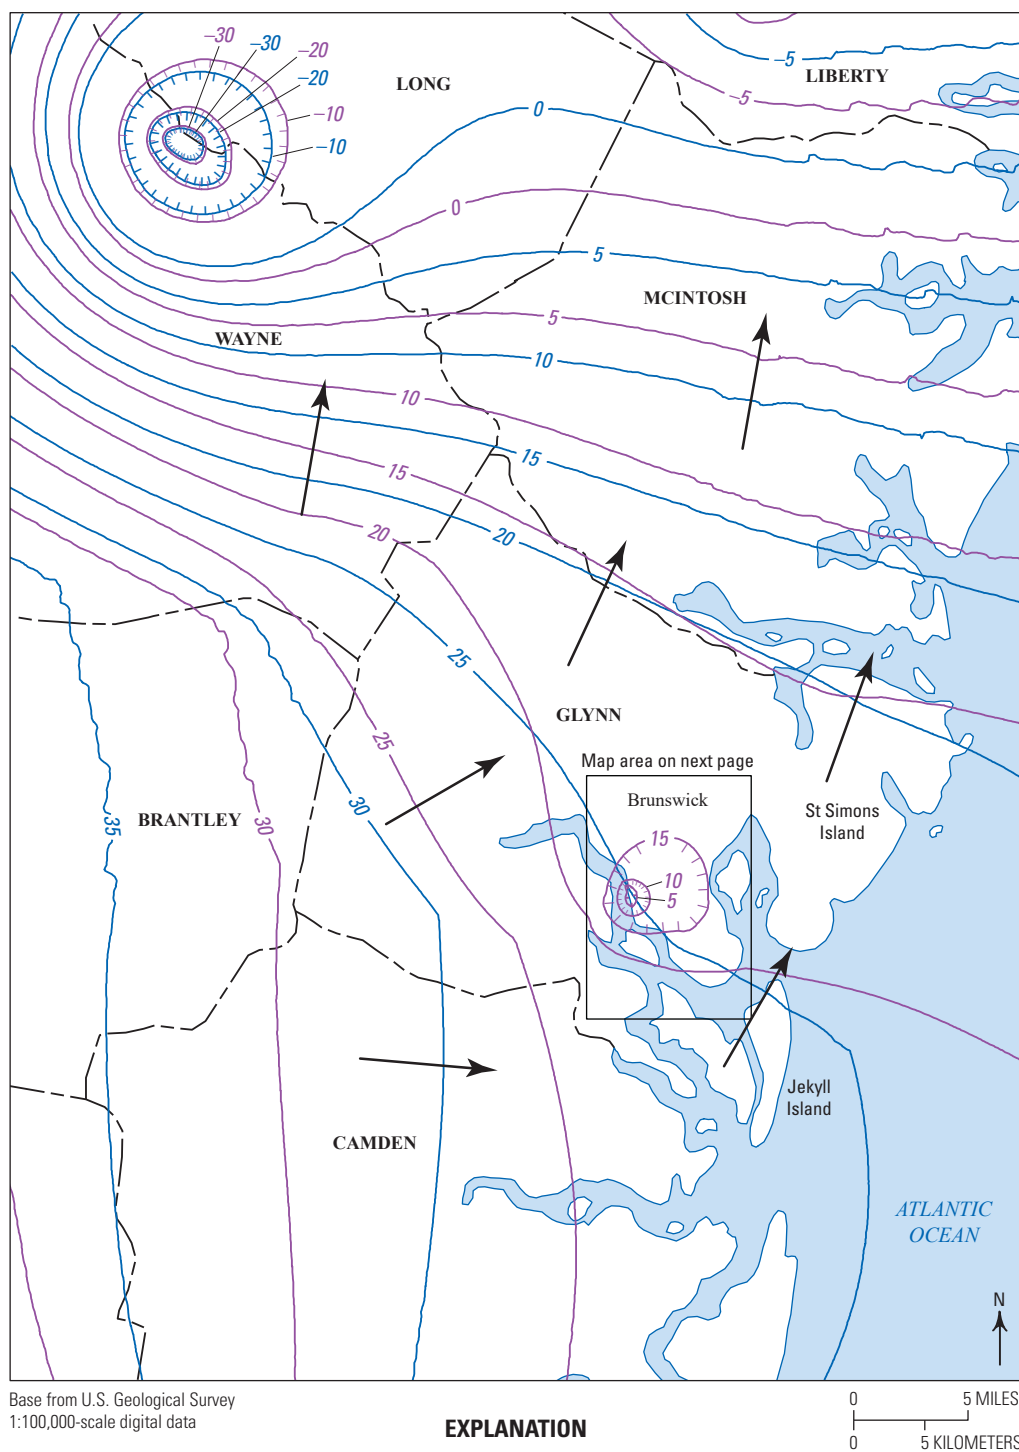 –30
–30
–20
–20
–10
–10
LONG
–5
LIBERTY
–5
0
0
5
MCINTOSH
5
WAYNE
10
10
15
15
20
20
25
GLYNN
25
Map area on next page
Brunswick
30
St Simons
Island
35
BRANTLEY
30
15
10
5
Jekyll
Island
CAMDEN
ATLANTIC
OCEAN
N
Base from U.S. Geological Survey
1:100,000-scale digital data
EXPLANATION
0 5 MILES
0 5 KILOMETERS